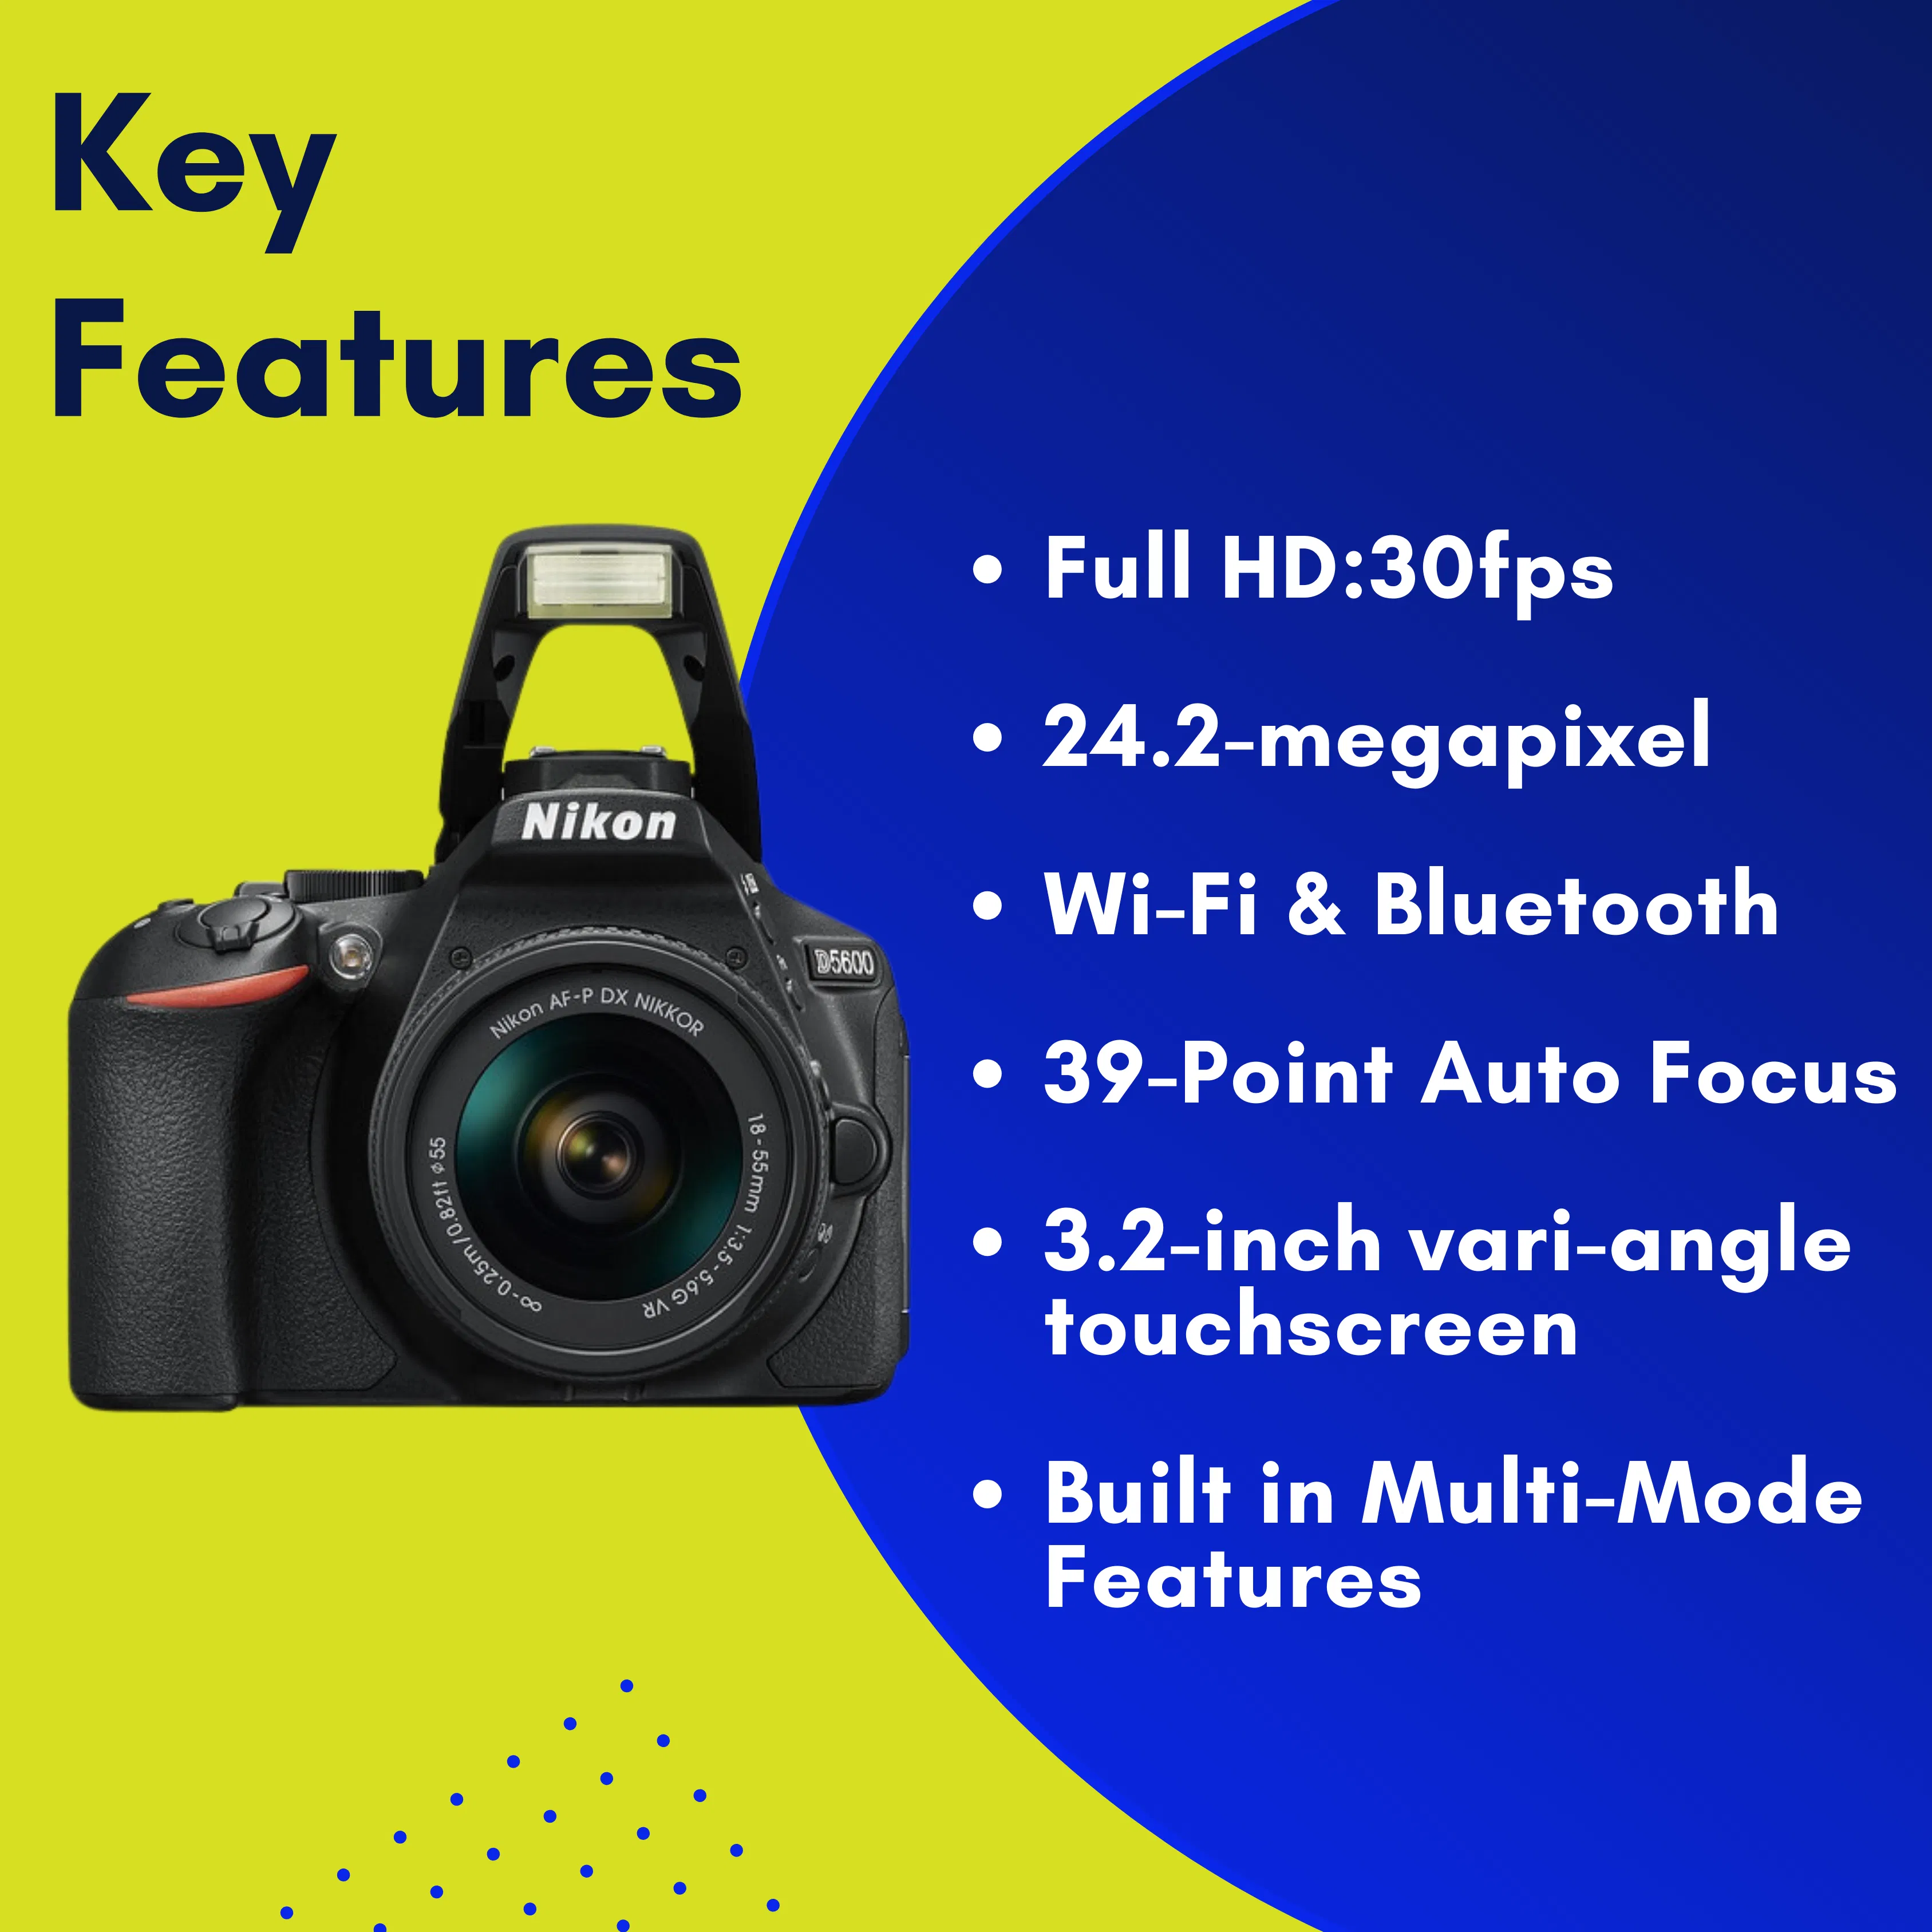 Key
Features
• Full HD:30fps
• 24.2-megapixel
• Wi-Fi & Bluetooth
• 39-Point Auto Focus
• 3.2-inch vari-angle
touchscreen
• Built in Multi-Mode
Features
Nikon
D5600
Nikon AF-P DX NIKKOR
18-55mm 1:3.5-5.6G VR
∞-0.25m/0.82ft ⌀55